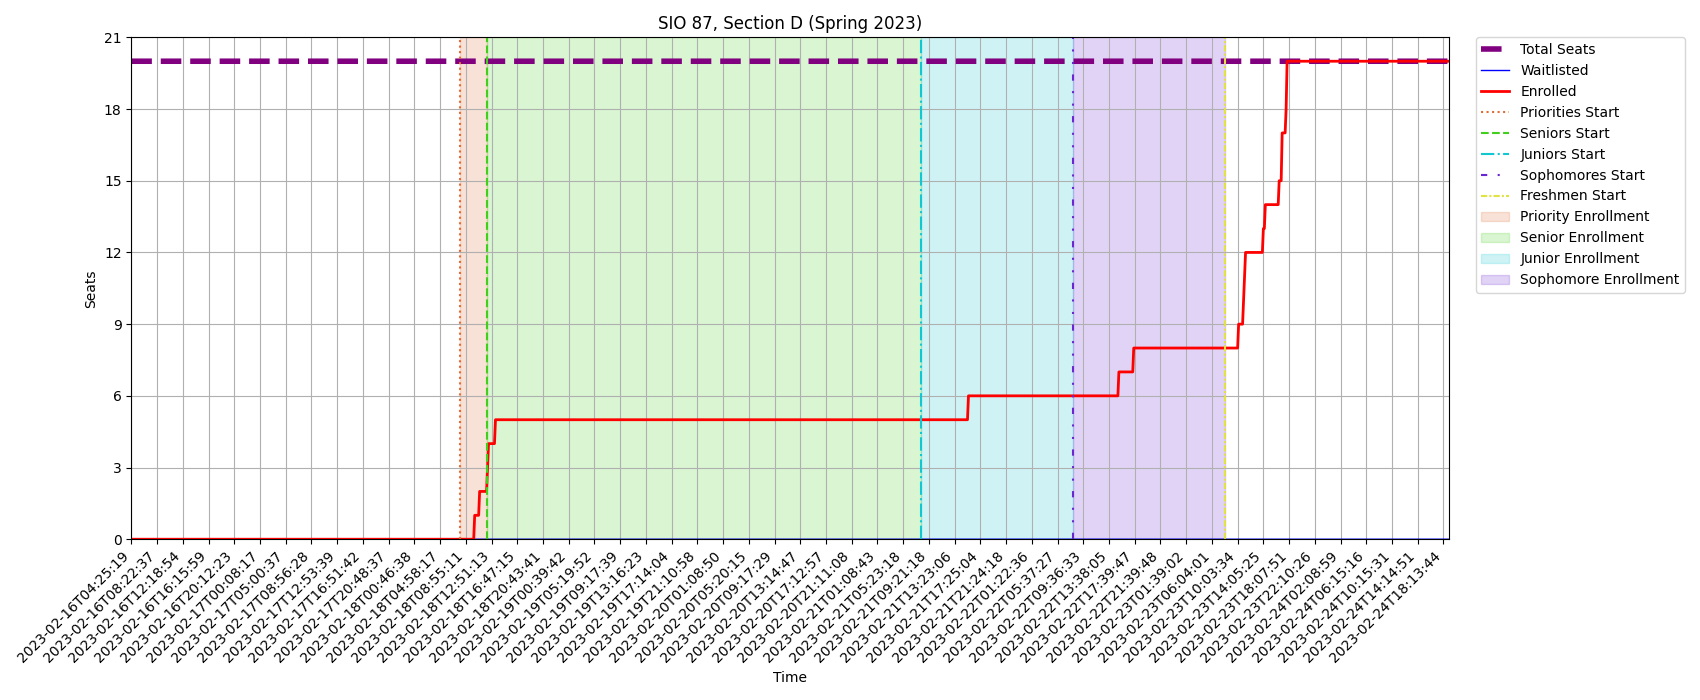 SIO 87, Section D (Spring 2023)
21
18
15
12
9
6
3
0
Seats
2023-02-16T04:25:19
2023-02-16T08:22:37
2023-02-16T12:18:54
2023-02-16T16:15:59
2023-02-16T20:12:23
2023-02-17T00:08:17
2023-02-17T05:00:37
2023-02-17T08:56:28
2023-02-17T12:53:39
2023-02-17T16:51:42
2023-02-17T20:48:37
2023-02-18T00:46:38
2023-02-18T04:58:17
2023-02-18T08:55:11
2023-02-18T12:51:13
2023-02-18T16:47:15
2023-02-18T20:43:41
2023-02-19T00:39:42
2023-02-19T05:19:52
2023-02-19T09:17:39
2023-02-19T13:16:23
2023-02-19T17:14:04
2023-02-19T21:10:58
2023-02-20T01:08:50
2023-02-20T05:20:15
2023-02-20T09:17:29
2023-02-20T13:14:47
2023-02-20T17:12:57
2023-02-20T21:11:08
2023-02-21T01:08:43
2023-02-21T05:23:18
2023-02-21T09:21:18
2023-02-21T13:23:06
2023-02-21T17:25:04
2023-02-21T21:24:18
2023-02-22T01:22:36
2023-02-22T05:37:27
2023-02-22T09:36:33
2023-02-22T13:38:05
2023-02-22T17:39:47
2023-02-22T21:39:48
2023-02-23T01:39:02
2023-02-23T06:04:01
2023-02-23T10:03:34
2023-02-23T14:05:25
2023-02-23T18:07:51
2023-02-23T22:10:26
2023-02-24T02:08:59
2023-02-24T06:15:16
2023-02-24T10:15:31
2023-02-24T14:14:51
2023-02-24T18:13:44
Time
Total Seats
Waitlisted
Enrolled
Priorities Start
Seniors Start
Juniors Start
Sophomores Start
Freshmen Start
Priority Enrollment
Senior Enrollment
Junior Enrollment
Sophomore Enrollment